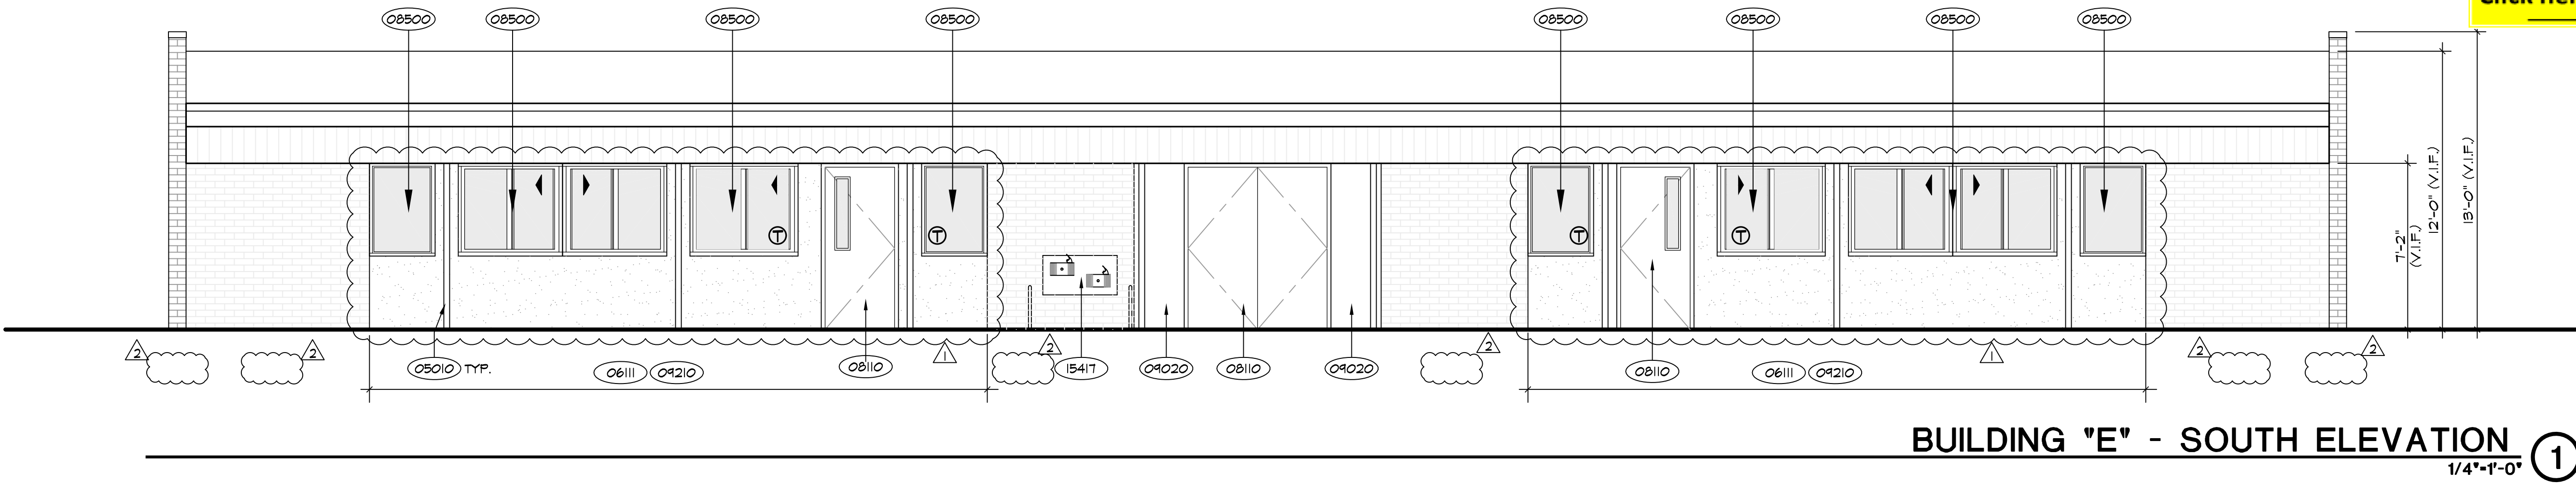 08500 08500 08500 08500 08500 08500 08500 08500
T T T T
7'-2"
(V.I.F.)
12'-0" (V.I.F.)
13'-0" (V.I.F.)
2 2 1 2 2 1 2 2
05010 TYP. 06111 09210 08110 15417 09020 08110 09020 08110 06111 09210
BUILDING "E" - SOUTH ELEVATION
1/4"=1'-0"
1